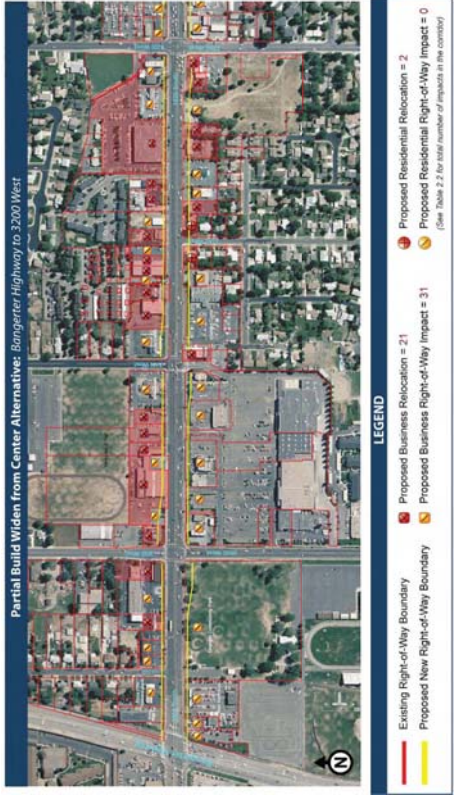 Partial Build Widen from Center Alternative: Bangerter Highway to 3200 West
N
LEGEND
Existing Right-of-Way Boundary
Proposed New Right-of-Way Boundary
Proposed Business Relocation = 21
Proposed Business Right-of-Way Impact = 31
Proposed Residential Relocation = 2
Proposed Residential Right-of-Way Impact = 0
(See Table 2.2 for total number of impacts in the corridor)